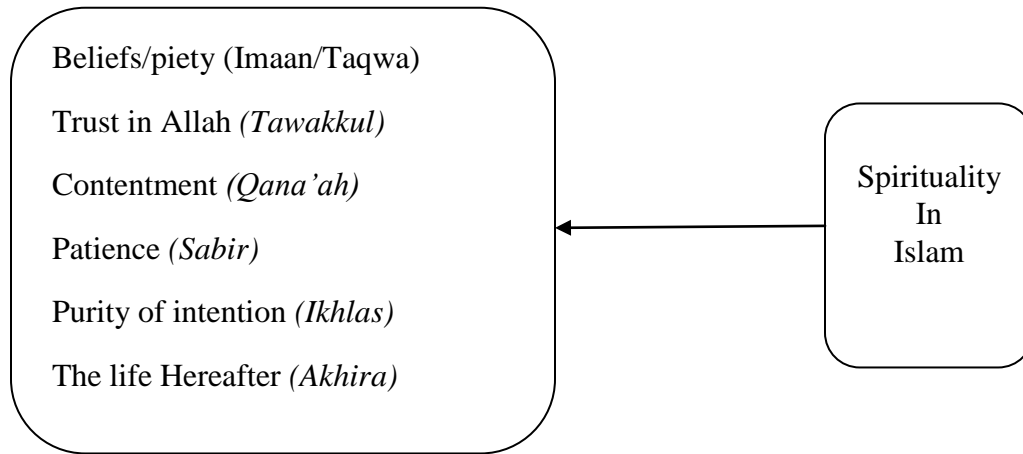 Beliefs/piety (Imaan/Taqwa)
Trust in Allah (Tawakkul)
Contentment (Qana’ah)
Patience (Sabir)
Purity of intention (Ikhlas)
The life Hereafter (Akhira)
Spirituality
In
Islam